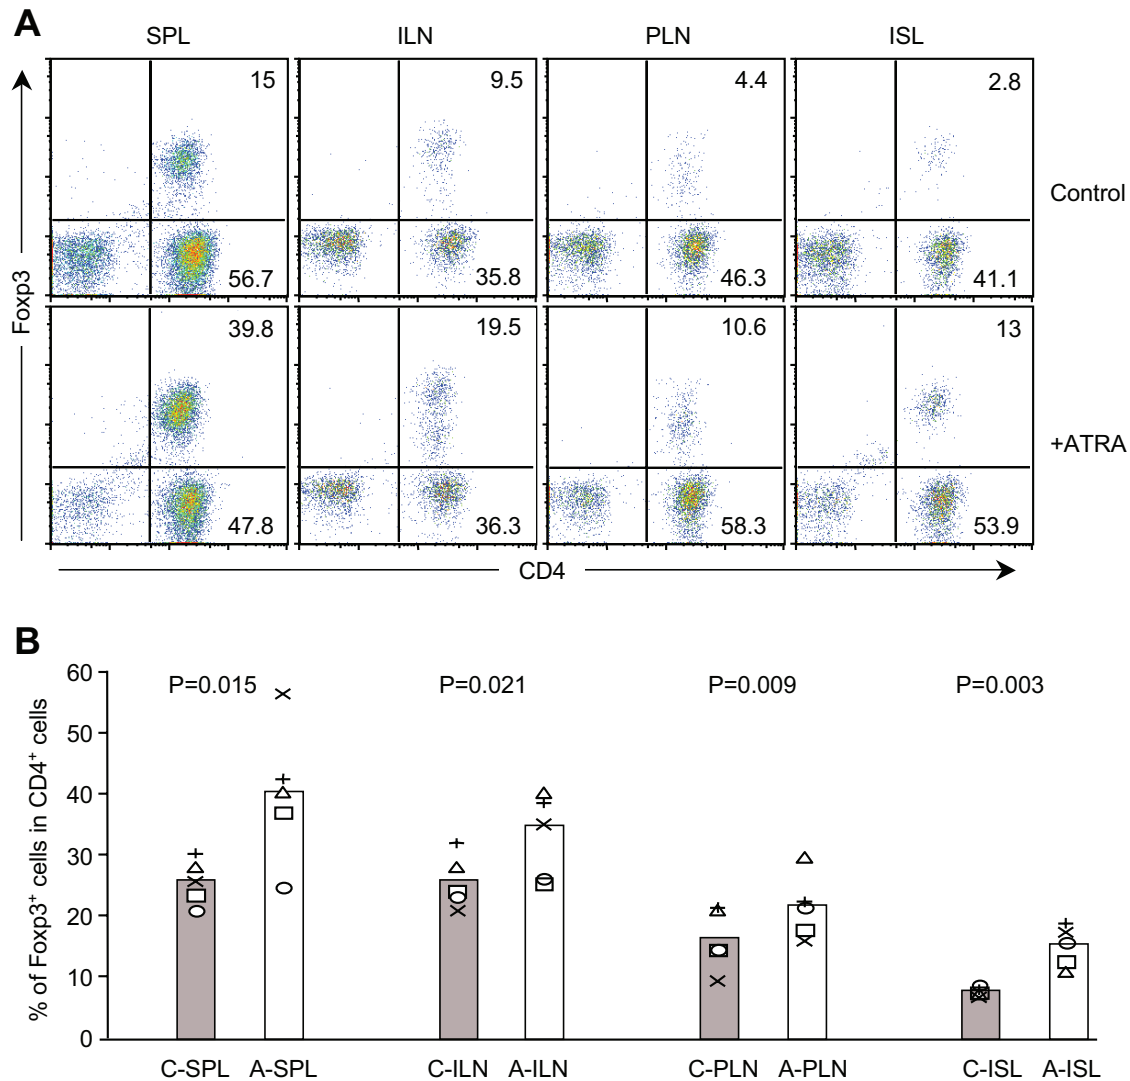 A
SPL ILN PLN ISL
15 9.5 4.4 2.8
Control
56.7 35.8 46.3 41.1
Foxp3
39.8 19.5 10.6 13
+ATRA
47.8 36.3 58.3 53.9
CD4
B
% of Foxp3⁺ cells in CD4⁺ cells
60
P=0.015 P=0.021 P=0.009 P=0.003
50
40
30
20
10
0
C-SPL A-SPL C-ILN A-ILN C-PLN A-PLN C-ISL A-ISL